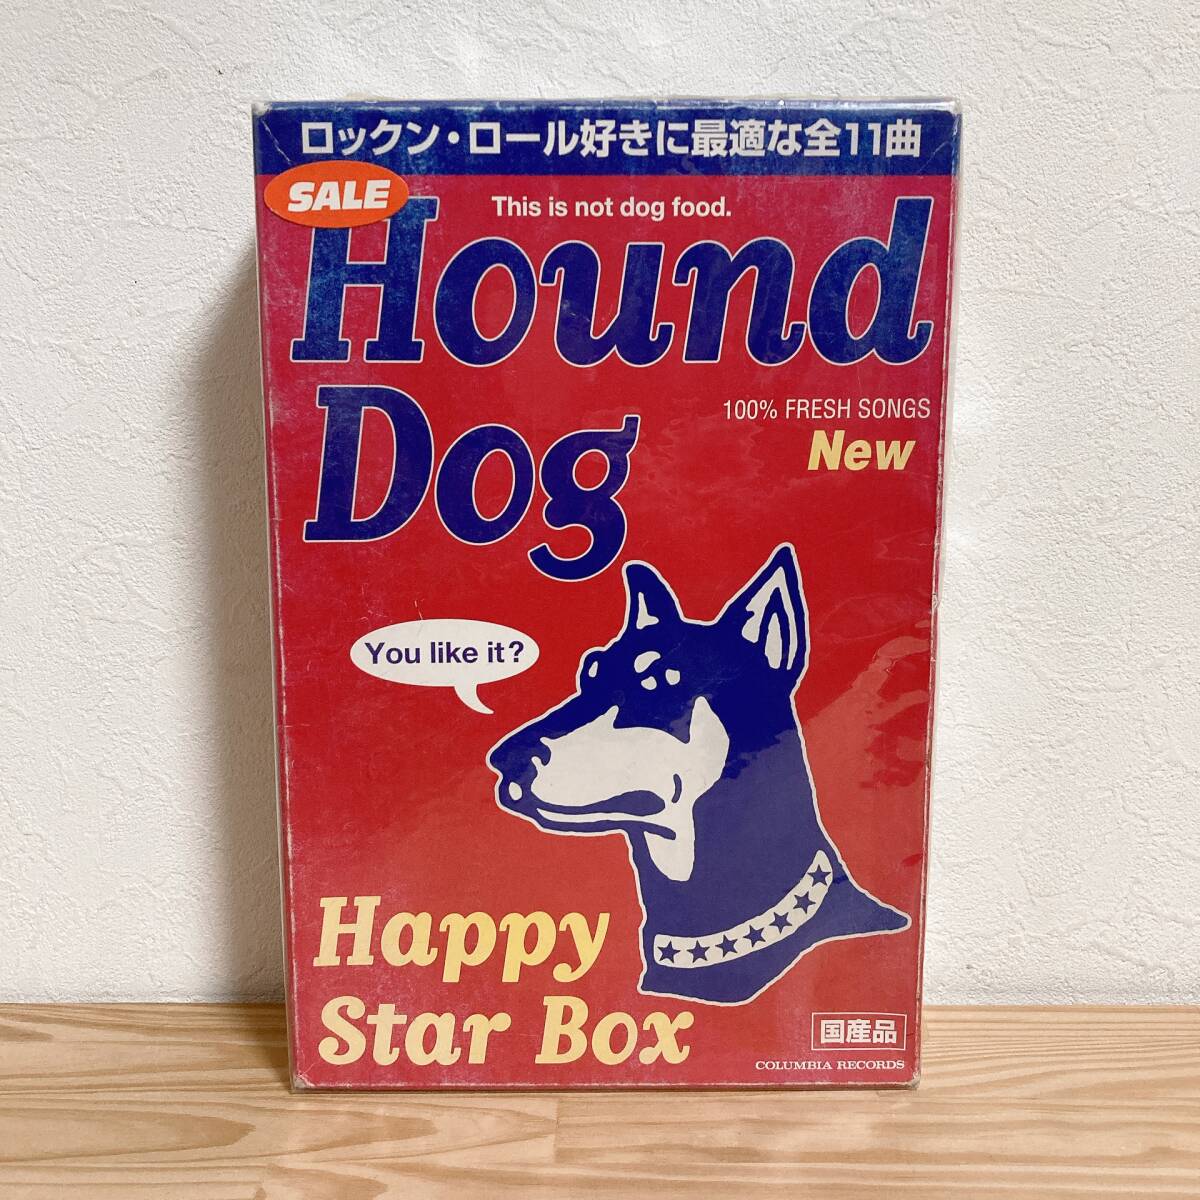 ロックン・ロール好きに最適な全11曲
SALE
This is not dog food.
Hound
Dog
100% FRESH SONGS
New
You like it?
Happy
Star Box
国産品
COLUMBIA RECORDS